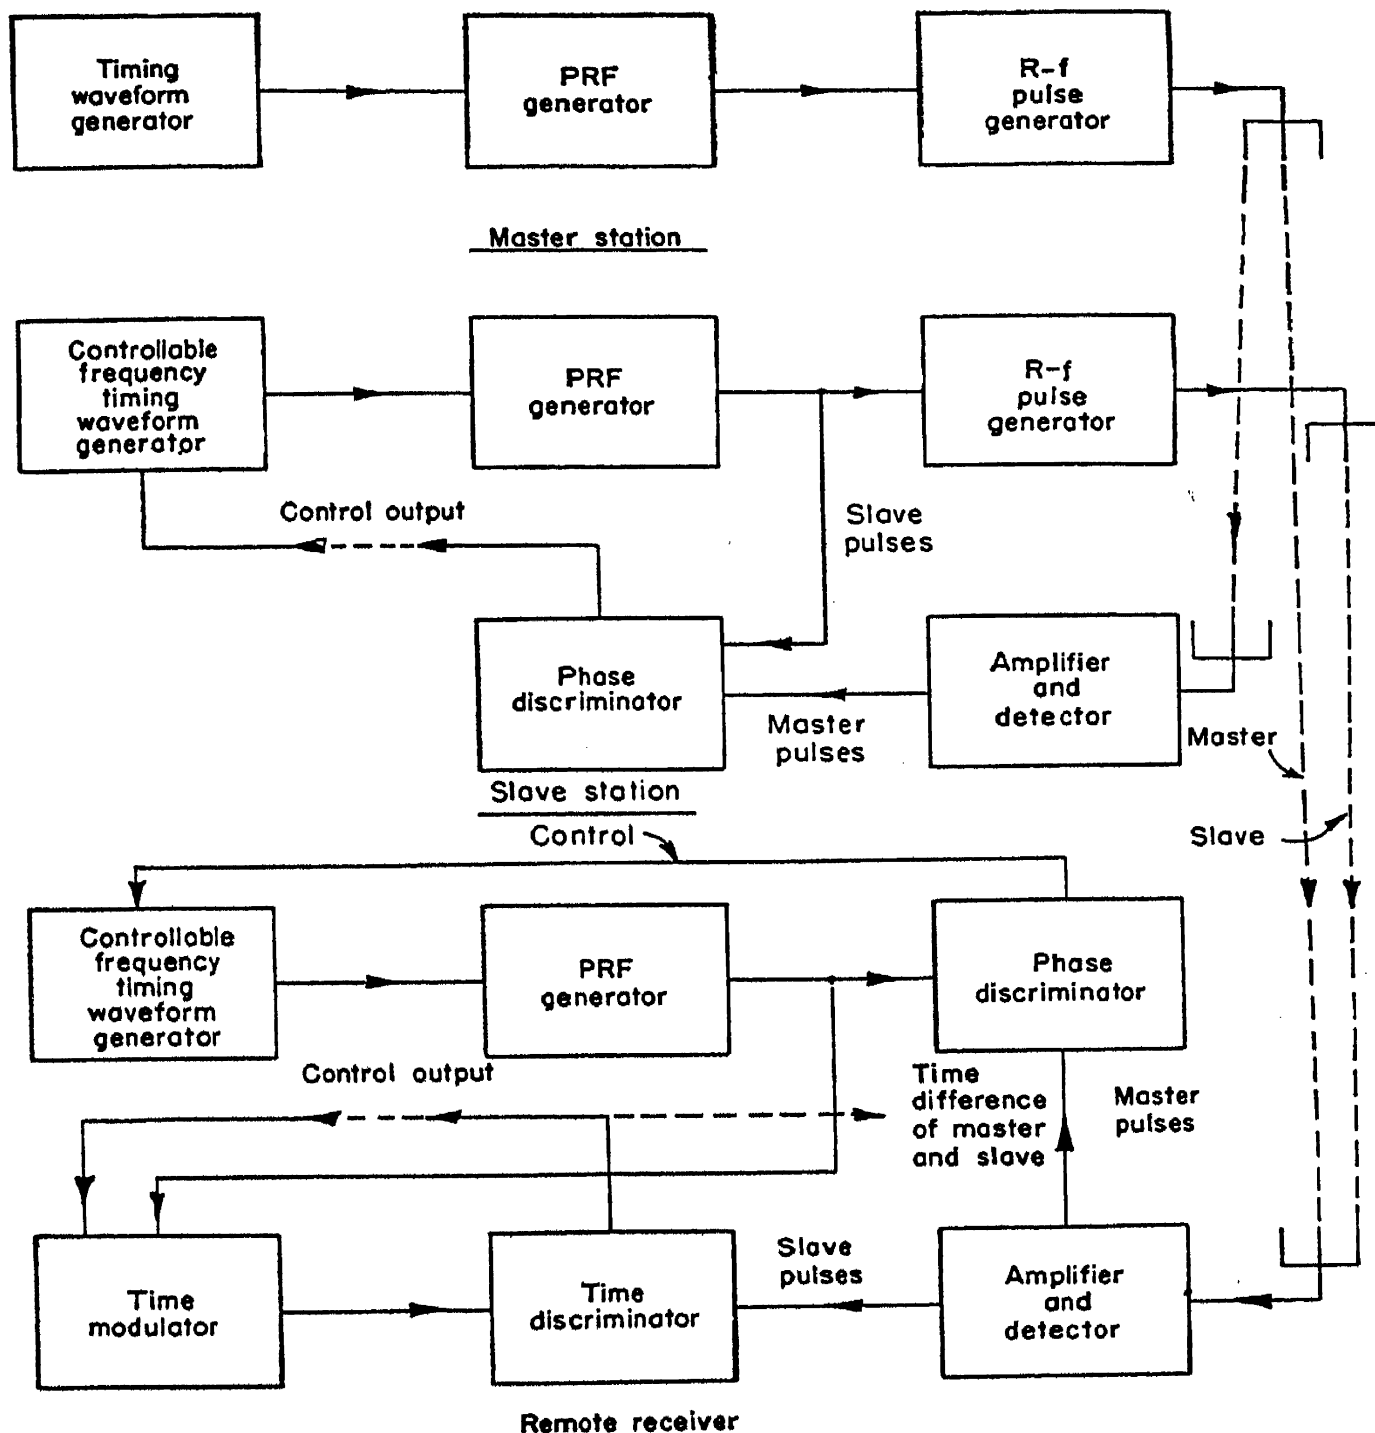 Timing
waveform
generator
PRF
generator
R-f
pulse
generator
Master station
Controllable
frequency
timing
waveform
generator
PRF
generator
R-f
pulse
generator
Control output
Slave
pulses
Phase
discriminator
Master
pulses
Amplifier
and
detector
Master
Slave
Slave station
Control
Controllable
frequency
timing
waveform
generator
PRF
generator
Phase
discriminator
Control output
Time
difference
of master
and slave
Master
pulses
Time
modulator
Time
discriminator
Slave
pulses
Amplifier
and
detector
Remote receiver